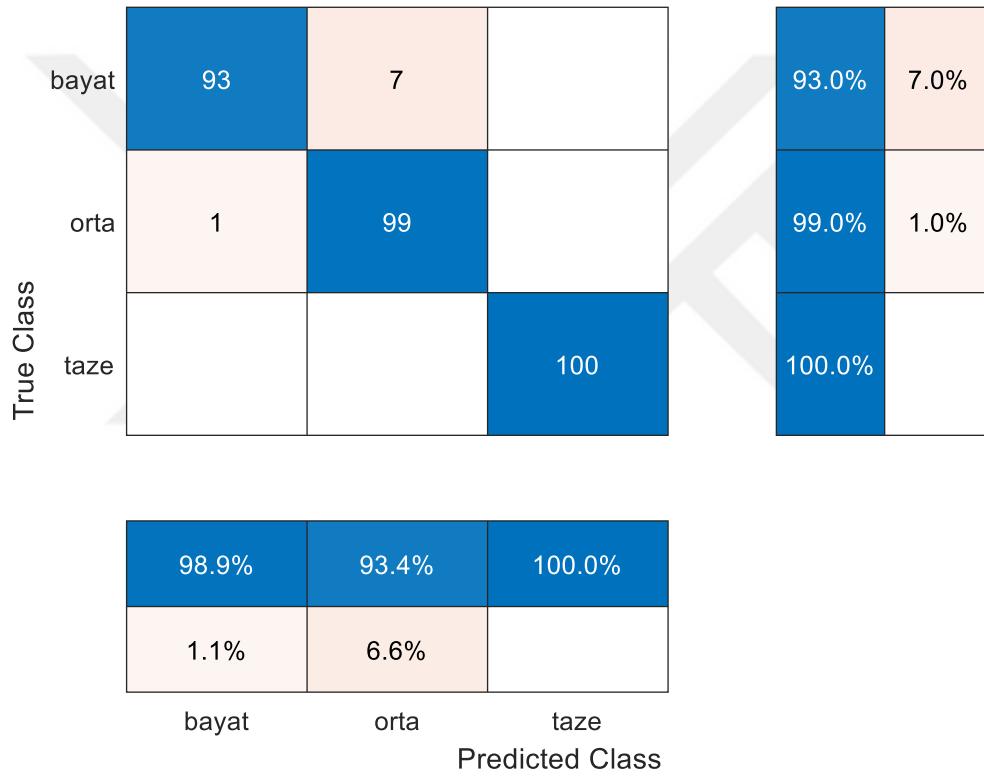 bayat 93 7 93.0% 7.0%
orta 1 99 99.0% 1.0%
taze 100 100.0%
True Class
98.9% 93.4% 100.0%
1.1% 6.6%
bayat orta taze
Predicted Class